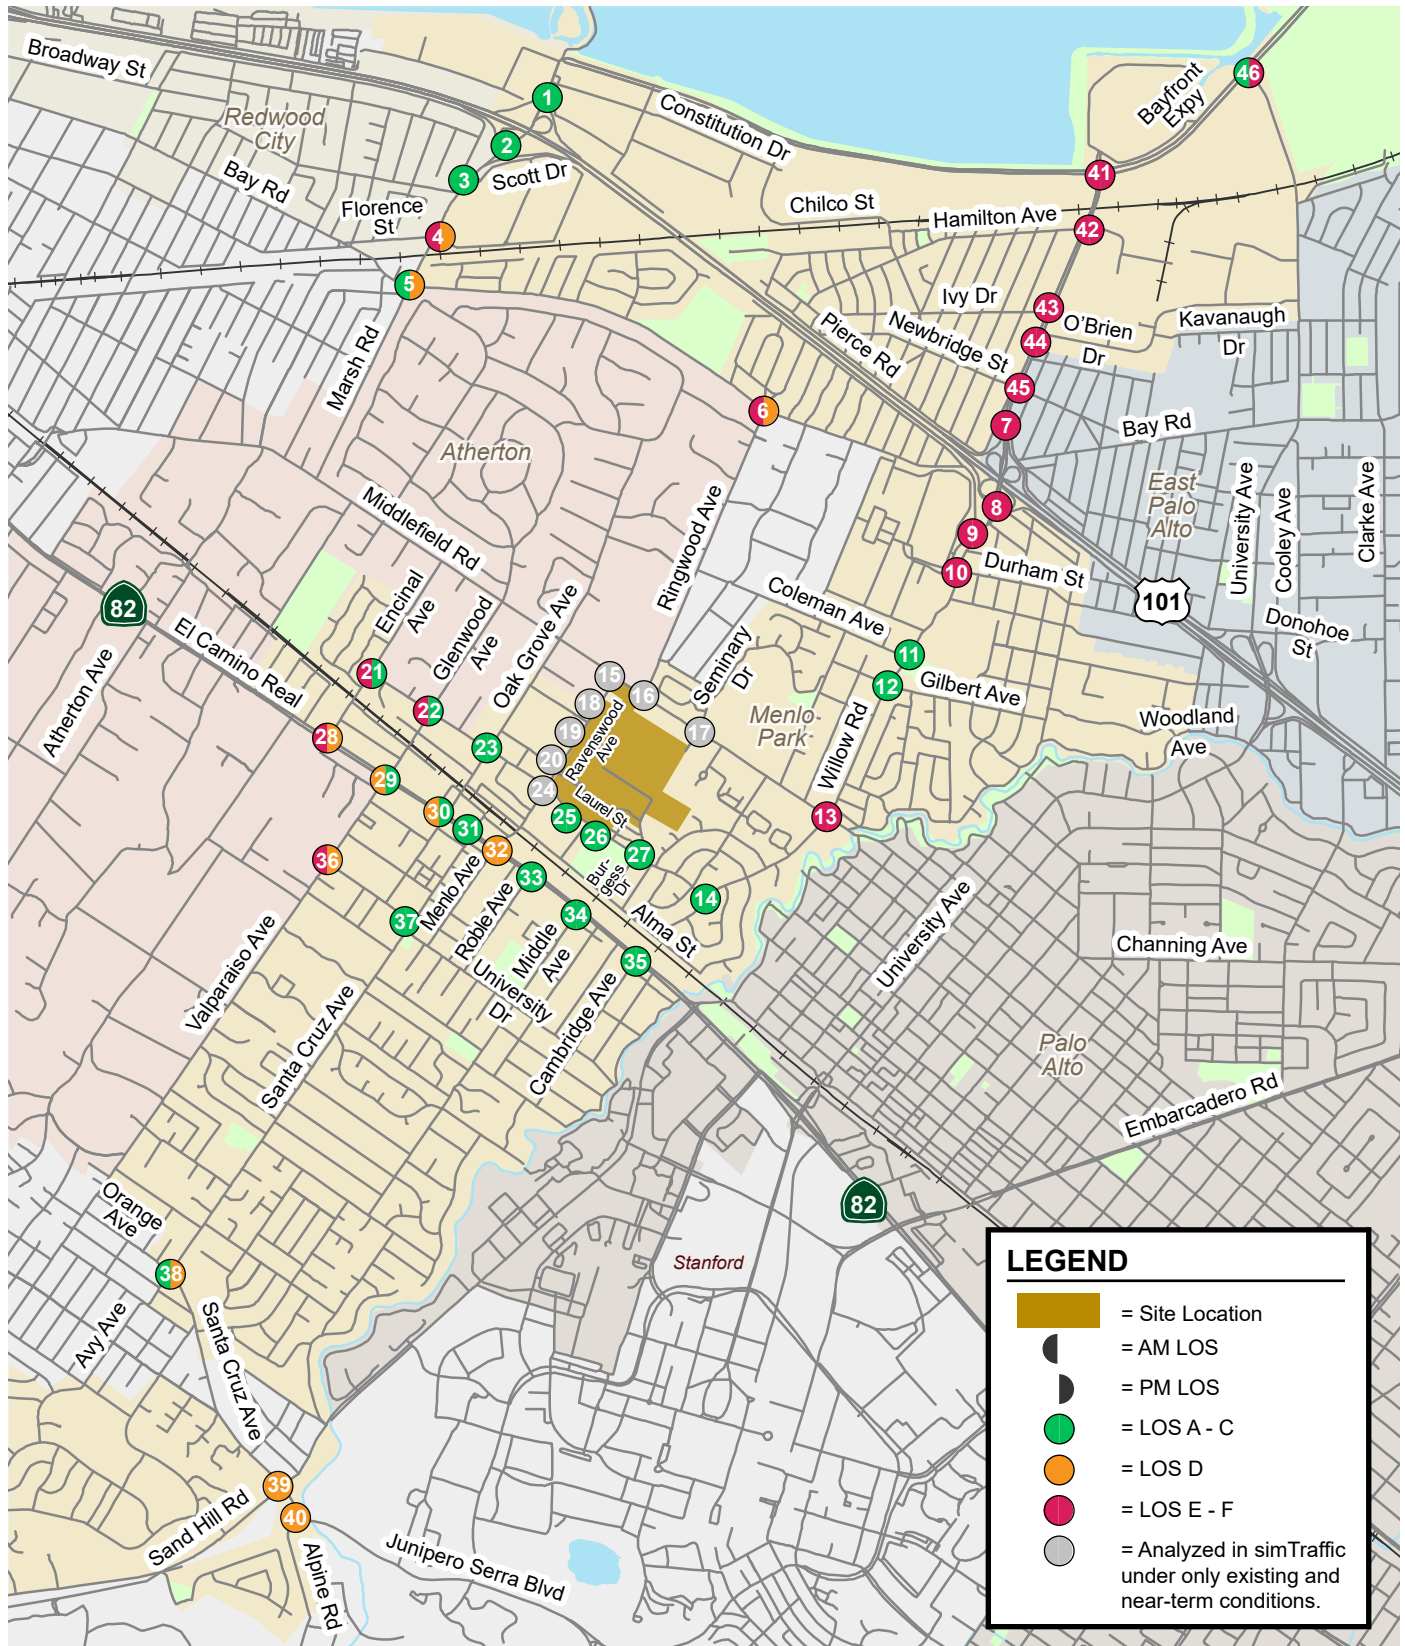 Broadway St
Redwood
City
Bay Rd
Florence
St
Scott Dr
Constitution Dr
Chilco St
Hamilton Ave
Bayfront
Expy
Ivy Dr
Newbridge St
O'Brien
Dr
Kavanaugh
Dr
Pierce Rd
Marsh Rd
Atherton
Middlefield Rd
Ringwood Ave
Bay Rd
East
Palo
Alto
University Ave
Cooley Ave
Clarke Ave
Durham St
101
Donohoe
St
Coleman Ave
Gilbert Ave
Woodland
Ave
Willow Rd
Menlo
Park
Seminary
Dr
82
Atherton Ave
El Camino Real
Encinal
Ave
Glenwood
Ave
Oak Grove Ave
Ravenswood
Ave
Laurel St
Bur-
gess
Dr
Alma St
Menlo Ave
Roble Ave
Middle
Ave
University
Dr
Cambridge Ave
Valparaiso Ave
Santa Cruz Ave
University Ave
Channing Ave
Palo
Alto
Embarcadero Rd
82
Stanford
Orange
Ave
Avy Ave
Santa Cruz Ave
Sand Hill Rd
Alpine Rd
Junipero Serra Blvd
1
2
3
4
5
6
7
8
9
10
11
12
13
14
15
16
17
18
19
20
21
22
23
24
25
26
27
28
29
30
31
32
33
34
35
36
37
38
39
40
41
42
43
44
45
46
LEGEND
= Site Location
= AM LOS
= PM LOS
= LOS A - C
= LOS D
= LOS E - F
= Analyzed in simTraffic
under only existing and
near-term conditions.